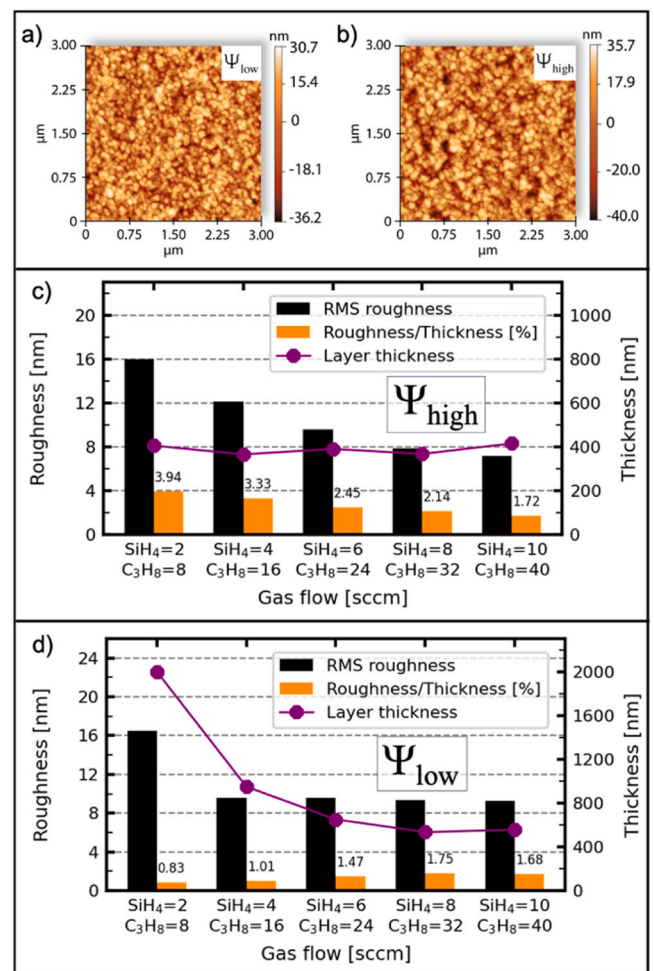 a)
nm
3.00
2.25
1.50
0.75
0
µm
Ψlow
30.7
15.4
0
-18.1
-36.2
0 0.75 1.50 2.25 3.00
µm
b)
nm
3.00
2.25
1.50
0.75
0
µm
Ψhigh
35.7
17.9
0
-20.0
-40.0
0 0.75 1.50 2.25 3.00
µm
c)
RMS roughness
Roughness/Thickness [%]
Layer thickness
Ψhigh
Roughness [nm]
20
16
12
8
4
0
Thickness [nm]
1000
800
600
400
200
0
3.94
3.33
2.45
2.14
1.72
SiH4=2 SiH4=4 SiH4=6 SiH4=8 SiH4=10
C3H8=8 C3H8=16 C3H8=24 C3H8=32 C3H8=40
Gas flow [sccm]
d)
RMS roughness
Roughness/Thickness [%]
Layer thickness
Ψlow
Roughness [nm]
24
20
16
12
8
4
0
Thickness [nm]
2000
1600
1200
800
400
0
0.83
1.01
1.47
1.75
1.68
SiH4=2 SiH4=4 SiH4=6 SiH4=8 SiH4=10
C3H8=8 C3H8=16 C3H8=24 C3H8=32 C3H8=40
Gas flow [sccm]